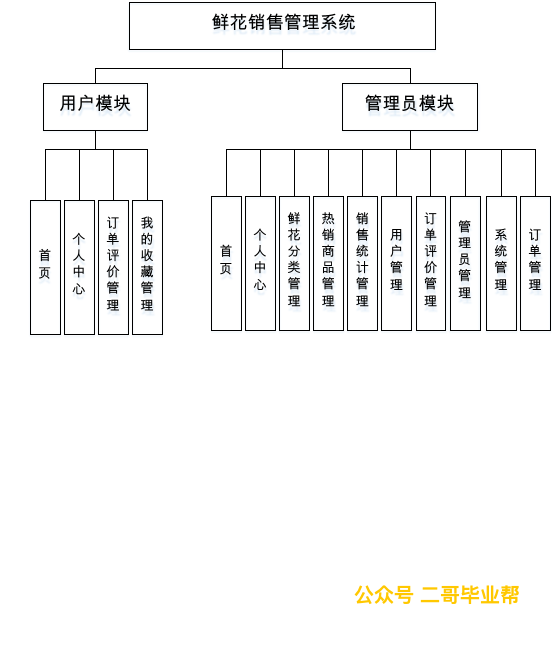 鲜花销售管理系统
用户模块
管理员模块
首页
个人中心
订单评价管理
我的收藏管理
首页
个人中心
鲜花分类管理
热销商品管理
销售统计管理
用户管理
订单评价管理
管理员管理
系统管理
订单管理
公众号 二哥毕业帮